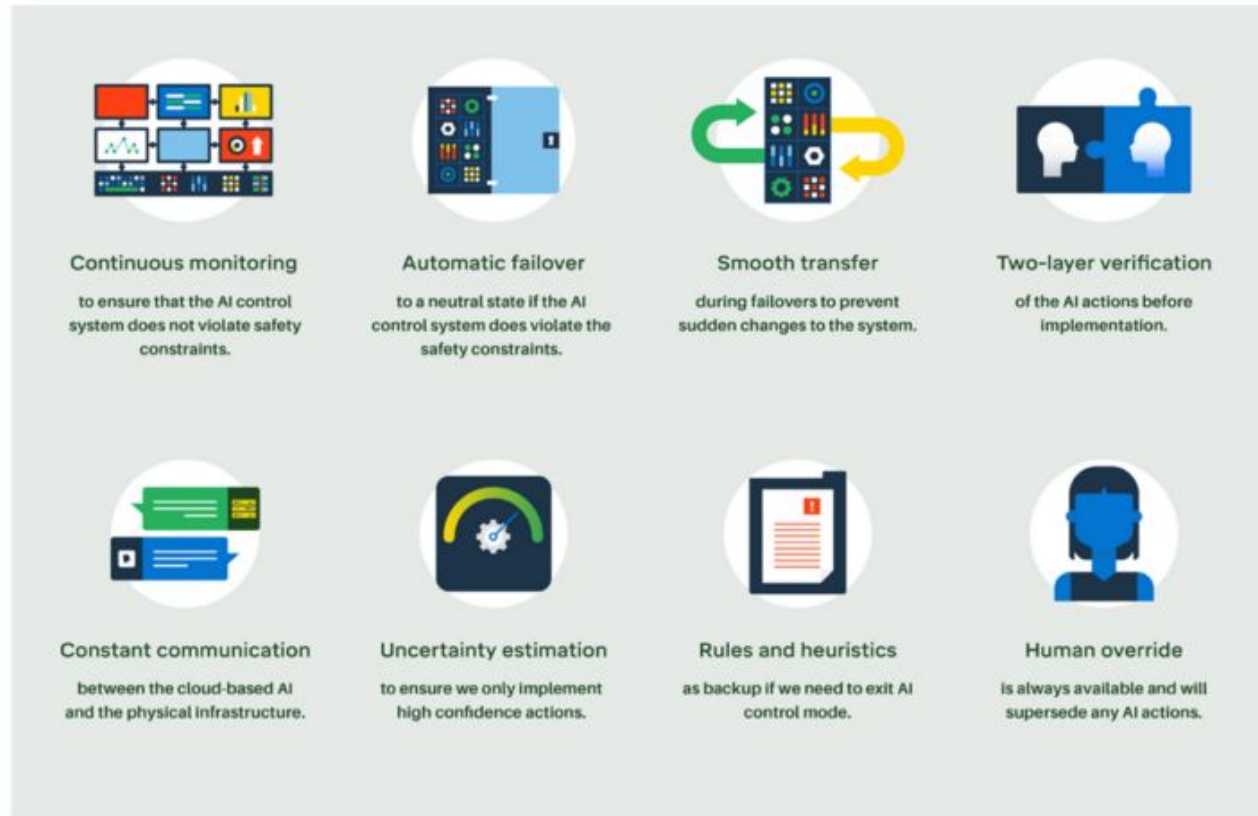 Continuous monitoring
to ensure that the AI control
system does not violate safety
constraints.
Automatic failover
to a neutral state if the AI
control system does violate the
safety constraints.
Smooth transfer
during failovers to prevent
sudden changes to the system.
Two-layer verification
of the AI actions before
implementation.
Constant communication
between the cloud-based AI
and the physical infrastructure.
Uncertainty estimation
to ensure we only implement
high confidence actions.
Rules and heuristics
as backup if we need to exit AI
control mode.
Human override
is always available and will
supersede any AI actions.